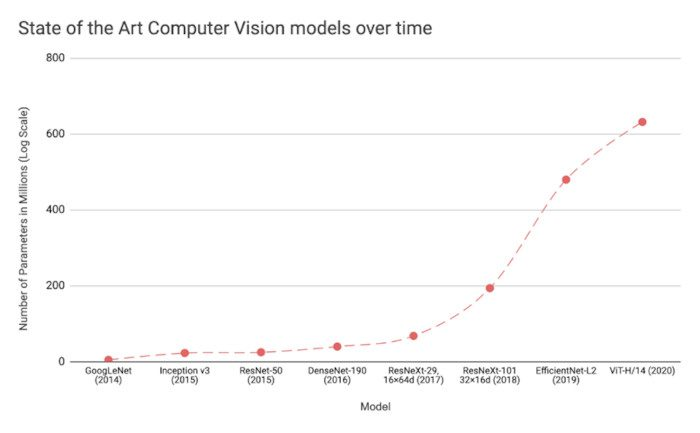 State of the Art Computer Vision models over time
Number of Parameters in Millions (Log Scale)
800
600
400
200
0
GoogLeNet
(2014)
Inception v3
(2015)
ResNet-50
(2015)
DenseNet-190
(2016)
ResNeXt-29,
16×64d (2017)
ResNeXt-101
32×16d (2018)
EfficientNet-L2
(2019)
ViT-H/14 (2020)
Model